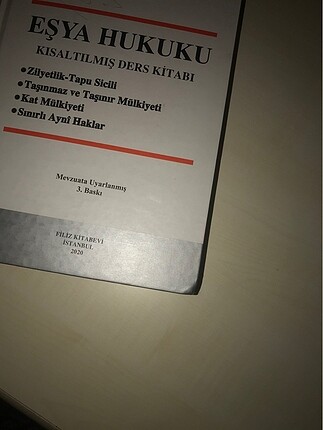 EŞYA HUKUKU
KISALTILMIŞ DERS KİTABI
• Zilyetlik-Tapu Sicili
• Taşınmaz ve Taşınır Mülkiyeti
• Kat Mülkiyeti
• Sınırlı Aynî Haklar
Mevzuata Uyarlanmış
3. Baskı
FİLİZ KİTABEVİ
İSTANBUL
2020